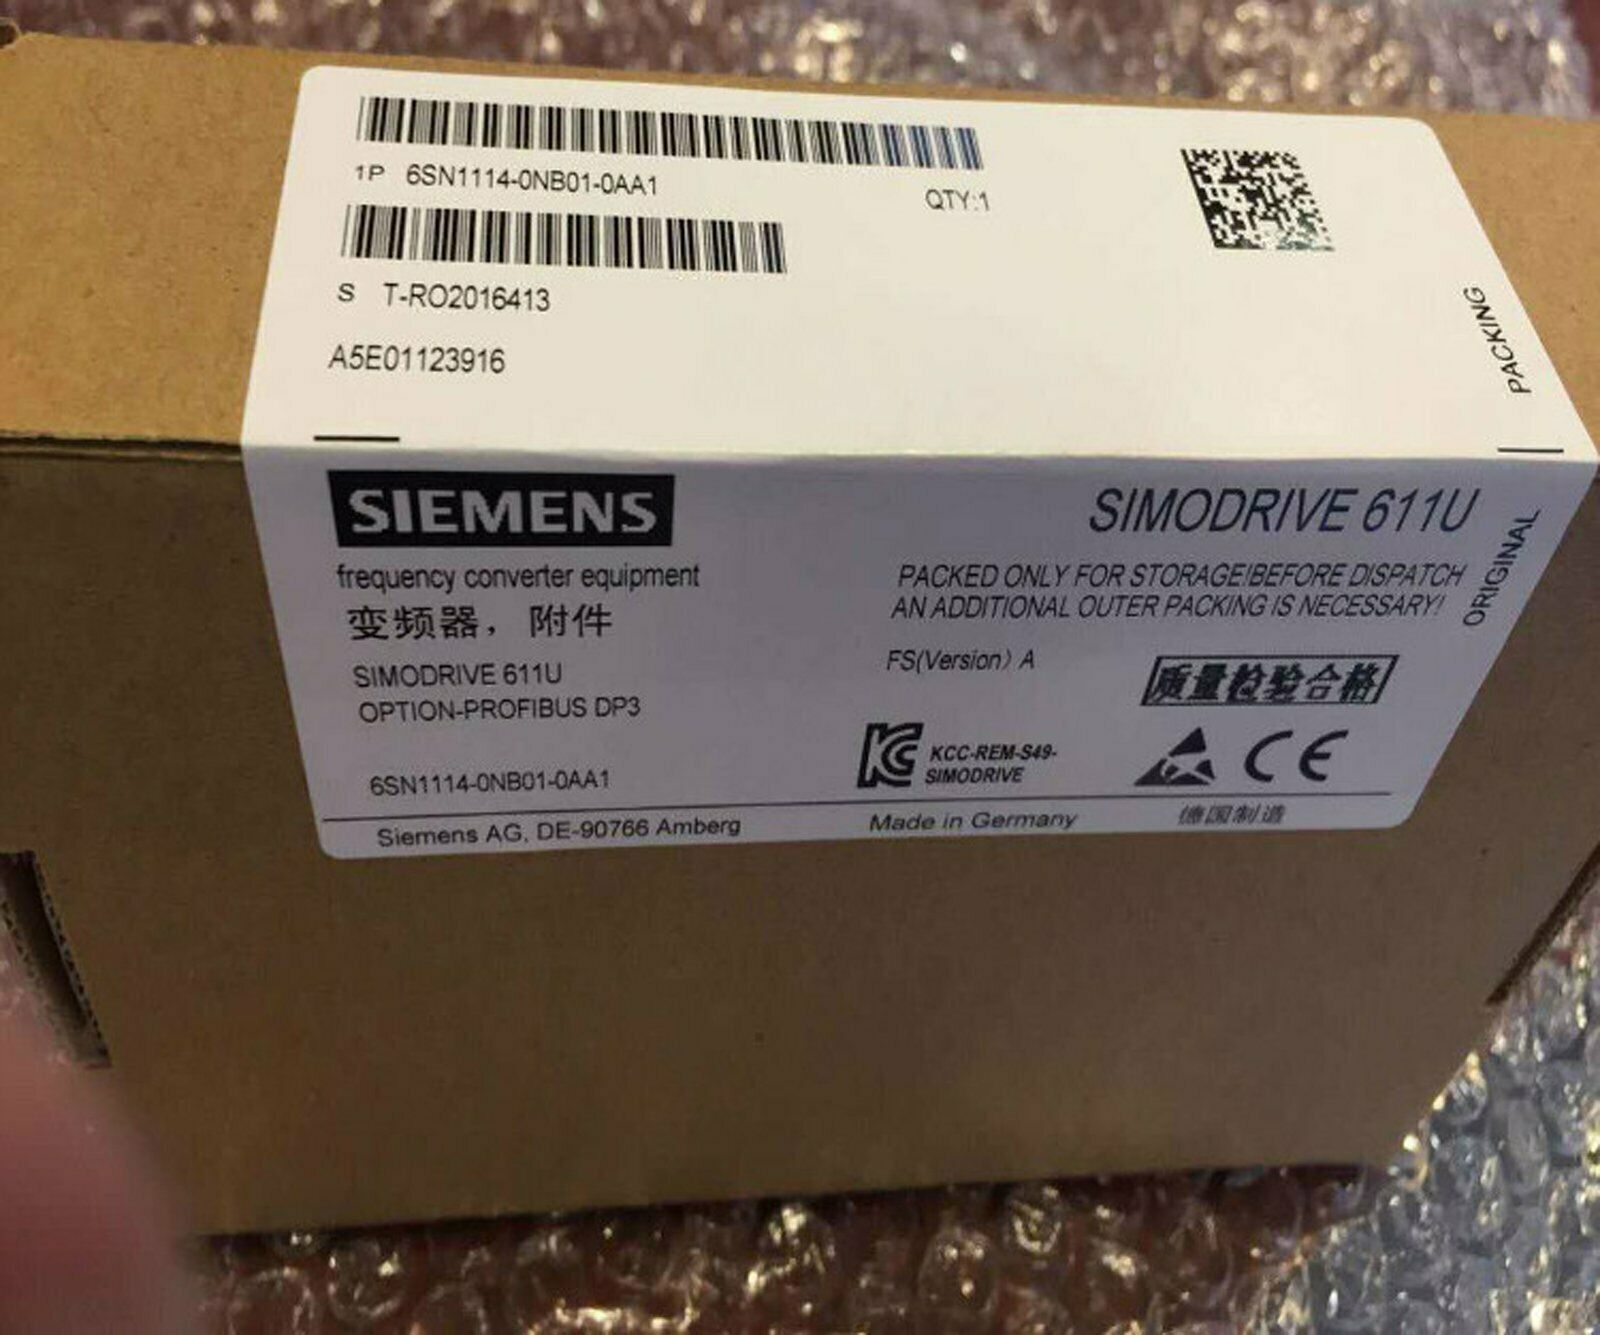 1P 6SN1114-0NB01-0AA1
QTY:1
S T-RO2016413
A5E01123916
PACKING
ORIGINAL
SIEMENS
SIMODRIVE 611U
frequency converter equipment
变频器，附件
SIMODRIVE 611U
OPTION-PROFIBUS DP3
6SN1114-0NB01-0AA1
PACKED ONLY FOR STORAGE/BEFORE DISPATCH
AN ADDITIONAL OUTER PACKING IS NECESSARY!
FS(Version) A
质量检验合格
KCC-REM-S49-
SIMODRIVE
CE
Siemens AG, DE-90766 Amberg
Made in Germany
德国制造